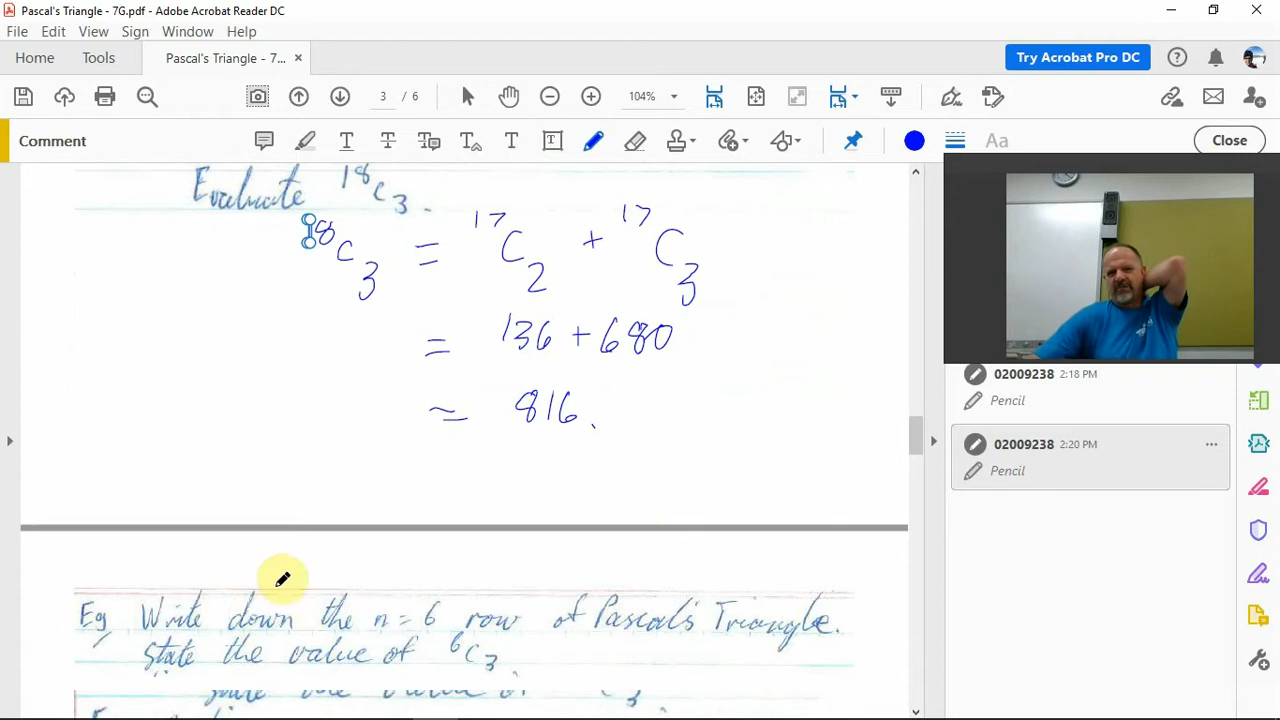 Pascal's Triangle - 7G.pdf - Adobe Acrobat Reader DC
File Edit View Sign Window Help
Home Tools Pascal's Triangle - 7... × Try Acrobat Pro DC
3 / 6 104%
Comment Aa Close
Evaluate ¹⁸C₃.
¹⁸C₃ = ¹⁷C₂ + ¹⁷C₃
= 136 + 680
≈ 816.
02009238 2:18 PM
Pencil
02009238 2:20 PM ...
Pencil
Eg Write down the n = 6 row of Pascal's Triangle.
State the value of ⁶C₃.